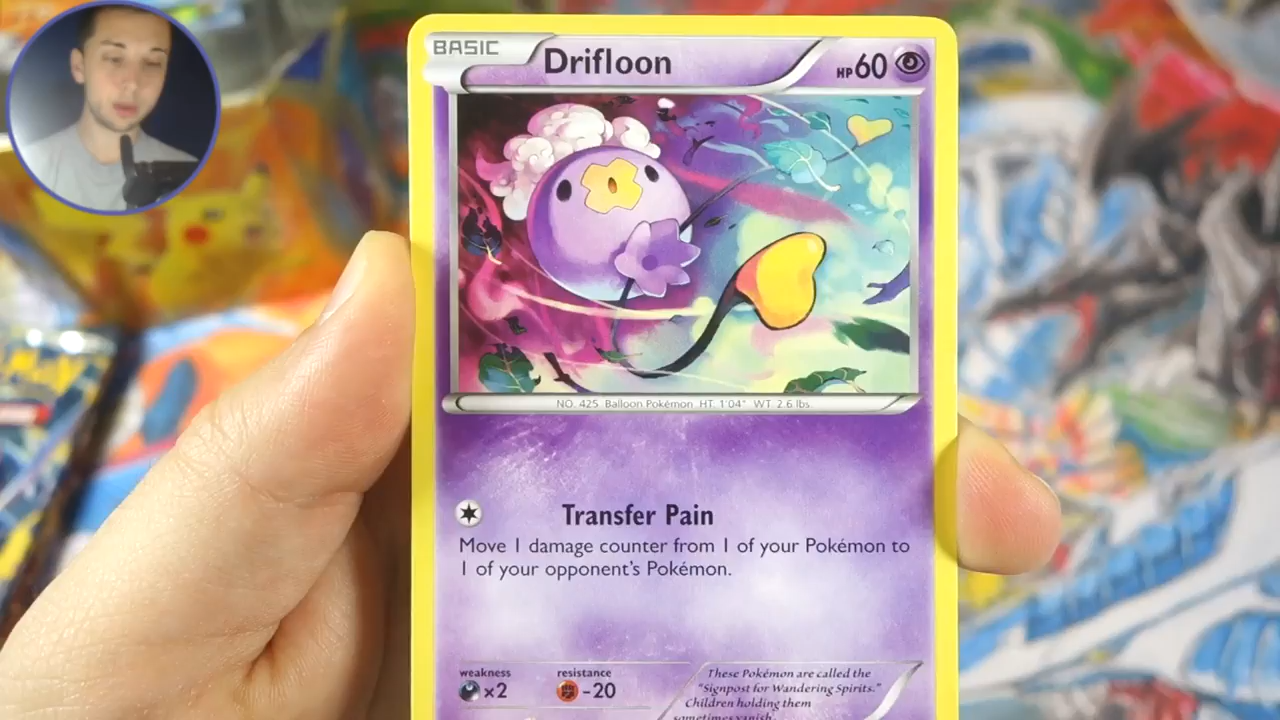 BASIC Drifloon HP60
NO. 425 Balloon Pokémon HT. 1'04" WT. 2.6 lbs.
Transfer Pain
Move 1 damage counter from 1 of your Pokémon to
1 of your opponent's Pokémon.
weakness
×2
resistance
-20
These Pokémon are called the
"Signpost for Wandering Spirits."
Children holding them
sometimes vanish.